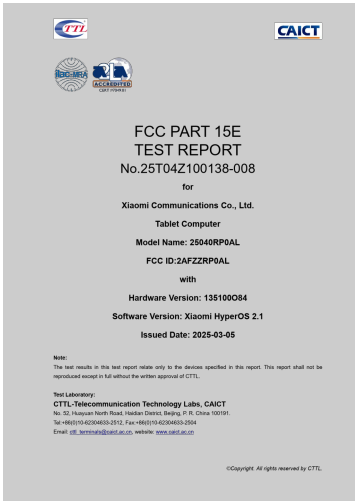 CTTL
CAICT
ilac-MRA
ACCREDITED
FCC PART 15E
TEST REPORT
No.25T04Z100138-008
for
Xiaomi Communications Co., Ltd.
Tablet Computer
Model Name: 25040RP0AL
FCC ID:2AFZZRP0AL
with
Hardware Version: 135100O84
Software Version: Xiaomi HyperOS 2.1
Issued Date: 2025-03-05
Note:
The test results in this test report relate only to the devices specified in this report. This report shall not be
reproduced except in full without the written approval of CTTL.
Test Laboratory:
CTTL-Telecommunication Technology Labs, CAICT
No. 52, Huayuan North Road, Haidian District, Beijing, P. R. China 100191.
Tel:+86(0)10-62304633-2512, Fax:+86(0)10-62304633-2504
Email: cttl_terminals@caict.ac.cn, website: www.caict.ac.cn
©Copyright. All rights reserved by CTTL.